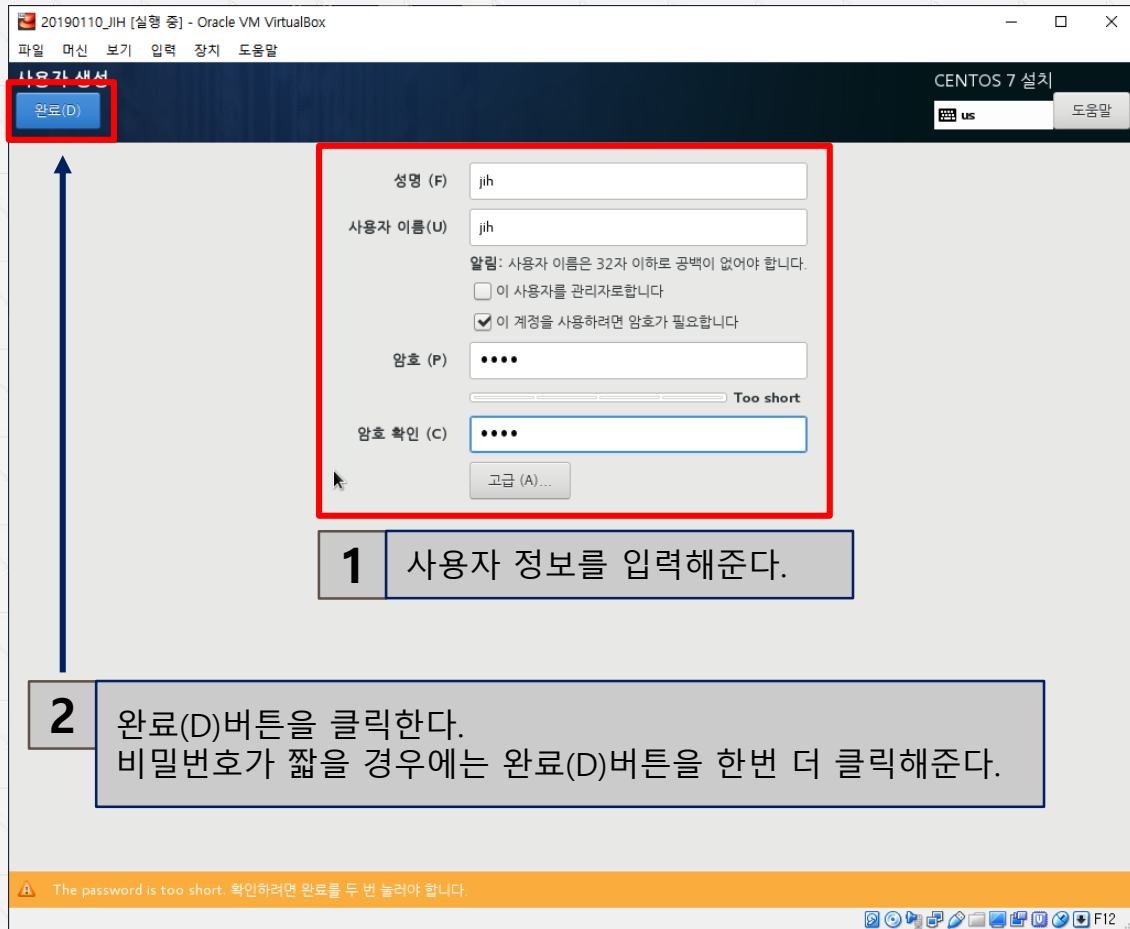 20190110_JIH [실행 중] - Oracle VM VirtualBox
파일 머신 보기 입력 장치 도움말
사용자 생성
CENTOS 7 설치
완료(D)
us
도움말
성명 (F)
jih
사용자 이름(U)
jih
알림: 사용자 이름은 32자 이하로 공백이 없어야 합니다.
이 사용자를 관리자로합니다
이 계정을 사용하려면 암호가 필요합니다
암호 (P)
••••
Too short
암호 확인 (C)
••••
고급 (A)...
1 사용자 정보를 입력해준다.
2 완료(D)버튼을 클릭한다.
비밀번호가 짧을 경우에는 완료(D)버튼을 한번 더 클릭해준다.
The password is too short. 확인하려면 완료를 두 번 눌러야 합니다.
F12